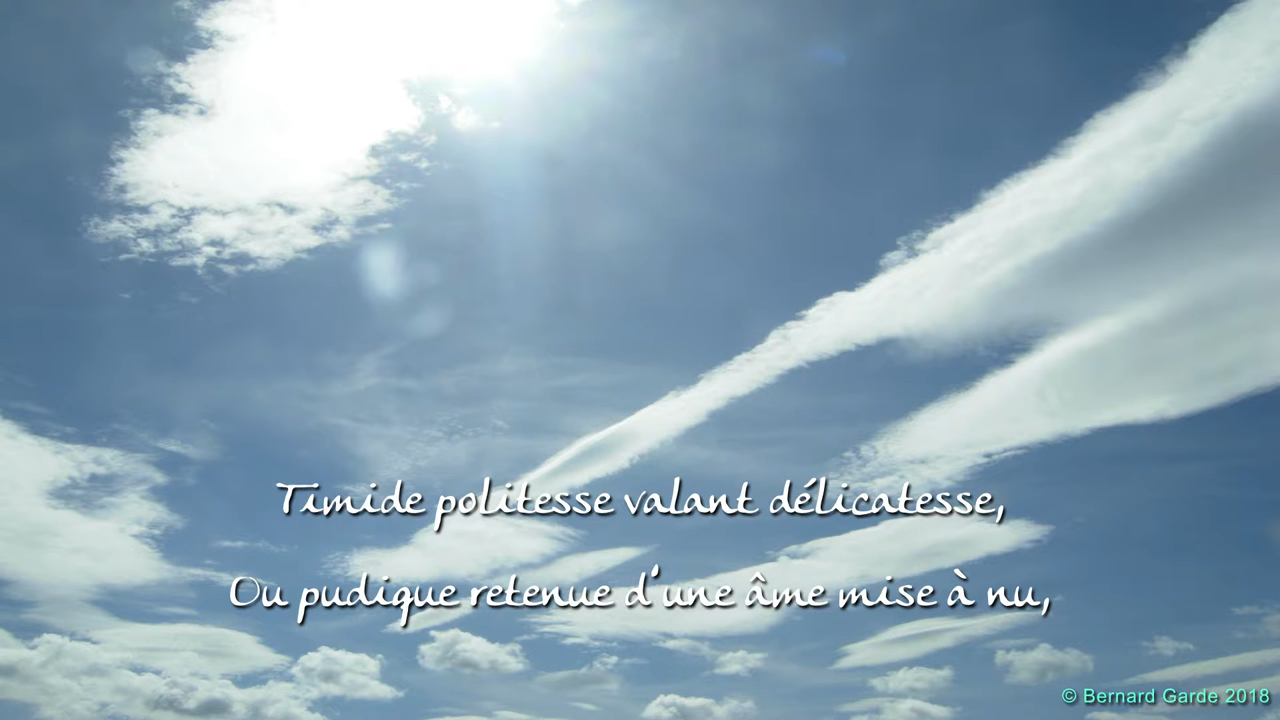 Timide politesse valant délicatesse,
Ou pudique retenue d'une âme mise à nu,
© Bernard Garde 2018